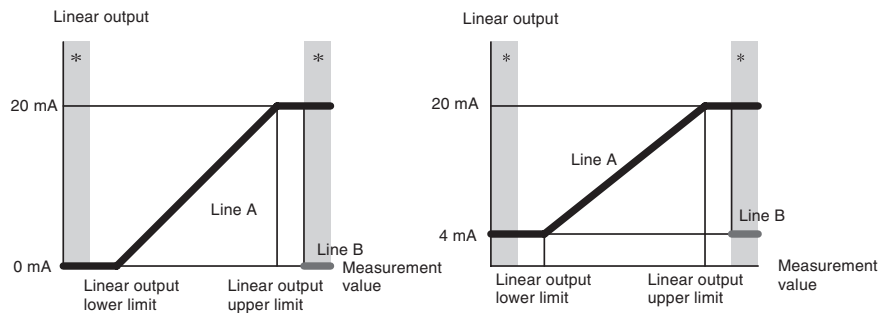 Linear output
*
*
20 mA
Line A
Line B
0 mA
Measurement
value
Linear output
lower limit
Linear output
upper limit
Linear output
*
*
20 mA
Line A
Line B
4 mA
Measurement
value
Linear output
lower limit
Linear output
upper limit